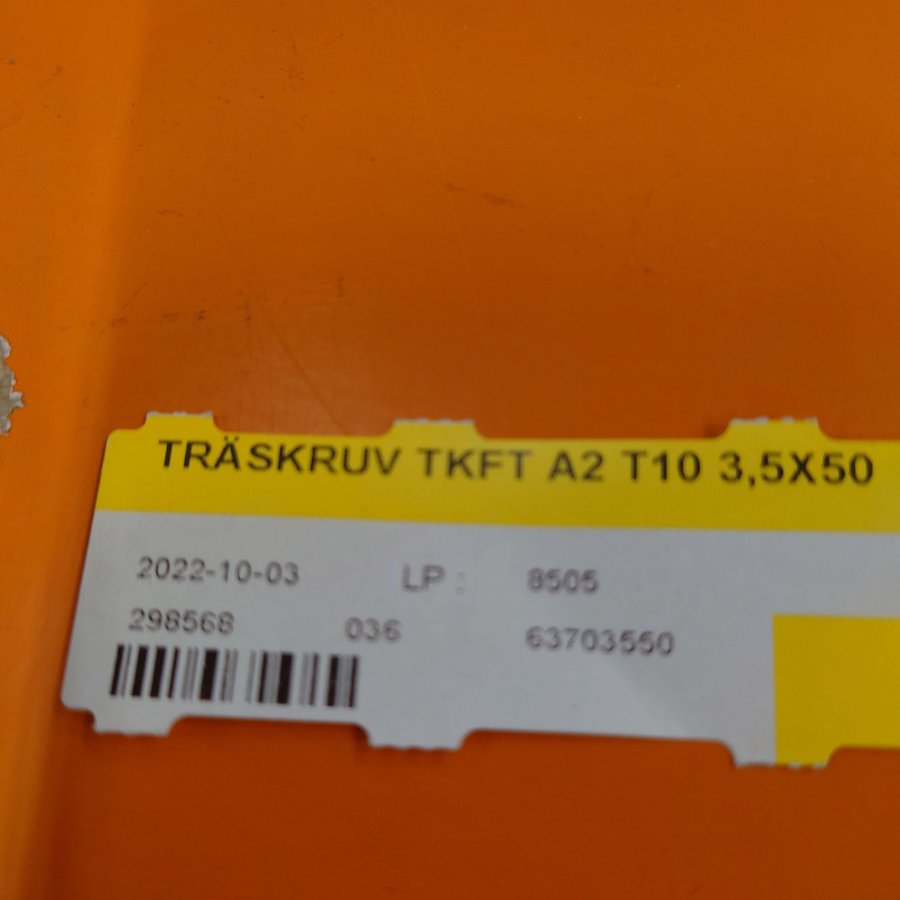 TRÄSKRUV TKFT A2 T10 3,5X50
2022-10-03 LP : 8505
298568 036 63703550